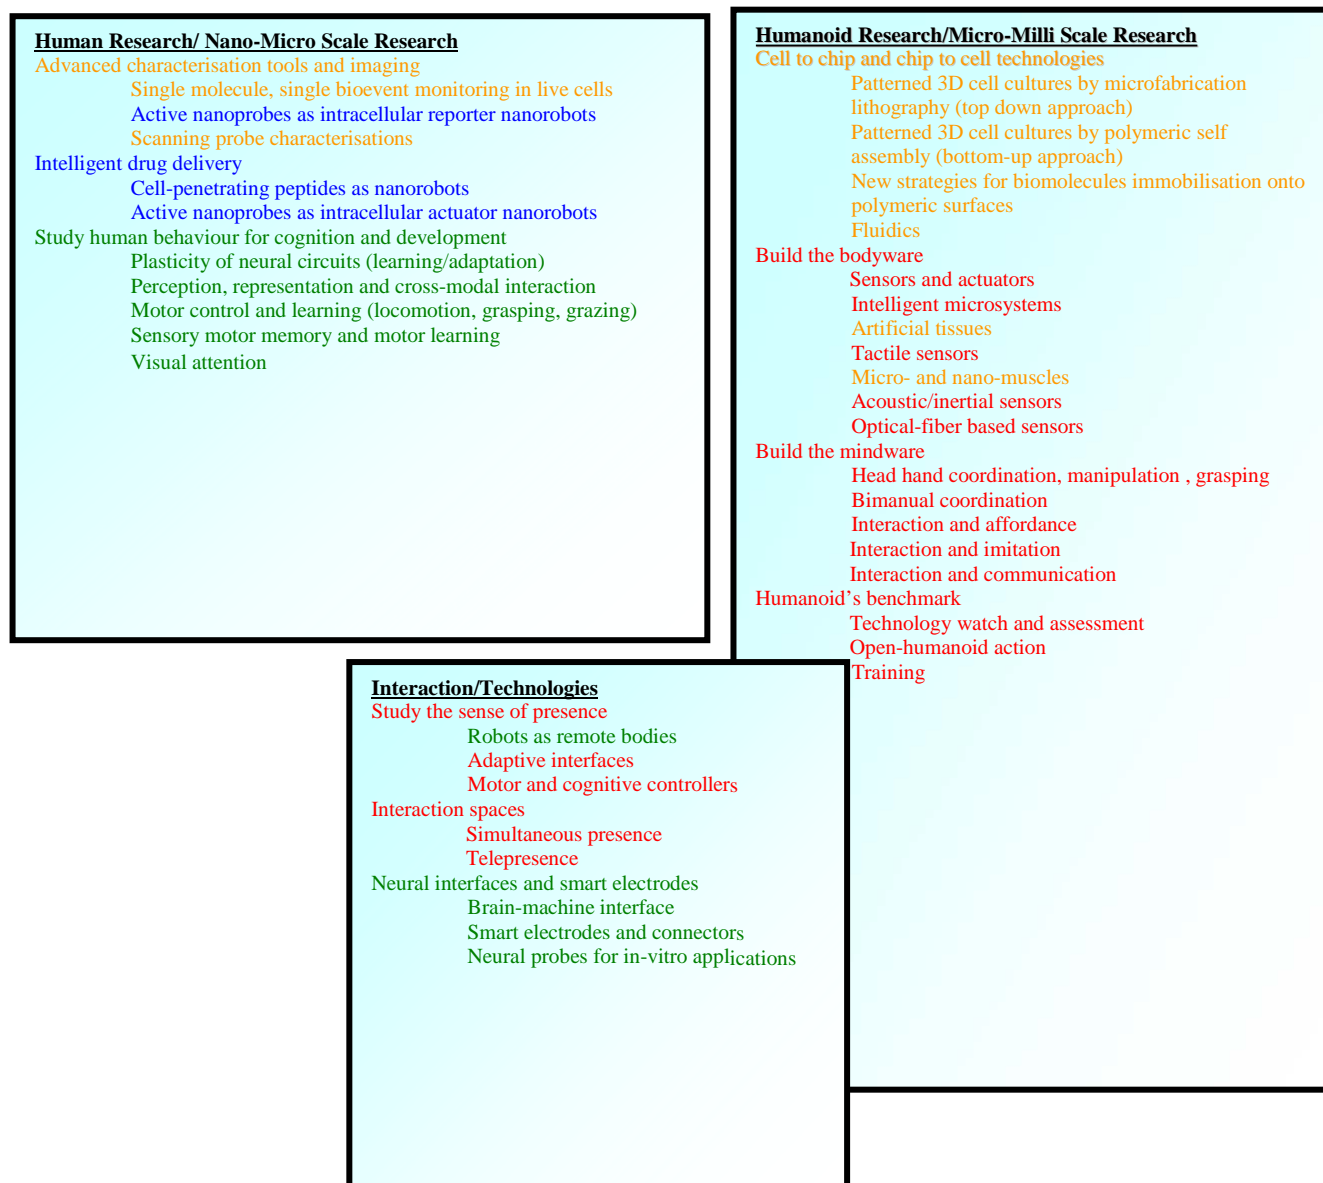 Human Research/ Nano-Micro Scale Research
Advanced characterisation tools and imaging
Single molecule, single bioevent monitoring in live cells
Active nanoprobes as intracellular reporter nanorobots
Scanning probe characterisations
Intelligent drug delivery
Cell-penetrating peptides as nanorobots
Active nanoprobes as intracellular actuator nanorobots
Study human behaviour for cognition and development
Plasticity of neural circuits (learning/adaptation)
Perception, representation and cross-modal interaction
Motor control and learning (locomotion, grasping, grazing)
Sensory motor memory and motor learning
Visual attention
Humanoid Research/Micro-Milli Scale Research
Cell to chip and chip to cell technologies
Patterned 3D cell cultures by microfabrication
lithography (top down approach)
Patterned 3D cell cultures by polymeric self
assembly (bottom-up approach)
New strategies for biomolecules immobilisation onto
polymeric surfaces
Fluidics
Build the bodyware
Sensors and actuators
Intelligent microsystems
Artificial tissues
Tactile sensors
Micro- and nano-muscles
Acoustic/inertial sensors
Optical-fiber based sensors
Build the mindware
Head hand coordination, manipulation , grasping
Bimanual coordination
Interaction and affordance
Interaction and imitation
Interaction and communication
Humanoid’s benchmark
Technology watch and assessment
Open-humanoid action
Training
Interaction/Technologies
Study the sense of presence
Robots as remote bodies
Adaptive interfaces
Motor and cognitive controllers
Interaction spaces
Simultaneous presence
Telepresence
Neural interfaces and smart electrodes
Brain-machine interface
Smart electrodes and connectors
Neural probes for in-vitro applications